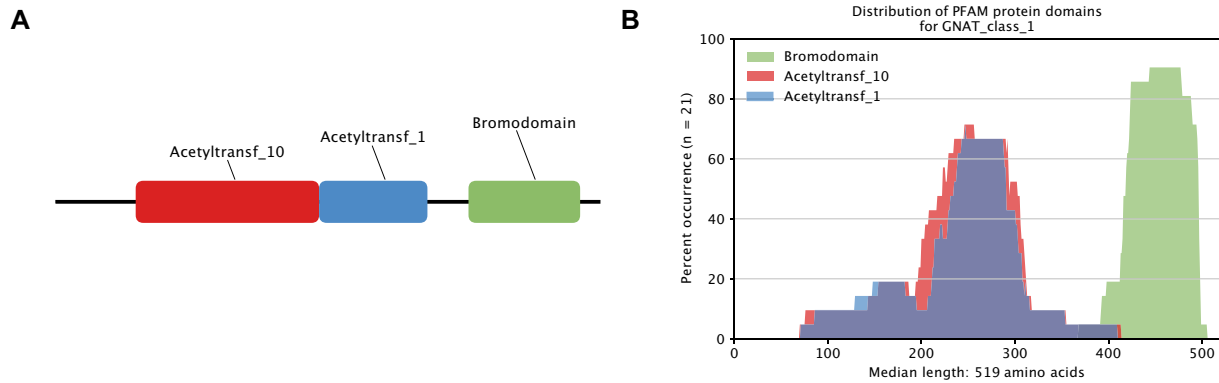 A
Acetyltransf_10
Acetyltransf_1
Bromodomain
B
Distribution of PFAM protein domains
for GNAT_class_1
Percent occurrence (n = 21)
100
80
60
40
20
0
Bromodomain
Acetyltransf_10
Acetyltransf_1
0 100 200 300 400 500
Median length: 519 amino acids